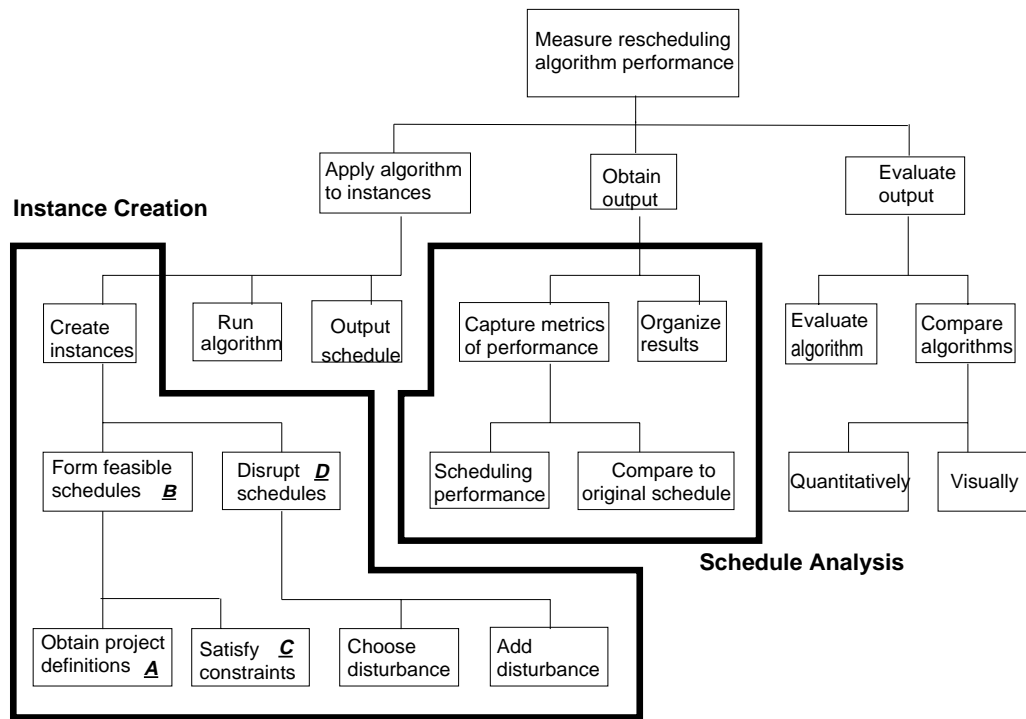 Measure rescheduling
algorithm performance
Apply algorithm
to instances
Obtain
output
Evaluate
output
Instance Creation
Create
instances
Run
algorithm
Output
schedule
Capture metrics
of performance
Organize
results
Evaluate
algorithm
Compare
algorithms
Form feasible
schedules B
Disrupt D
schedules
Scheduling
performance
Compare to
original schedule
Quantitatively
Visually
Schedule Analysis
Obtain project
definitions A
Satisfy C
constraints
Choose
disturbance
Add
disturbance